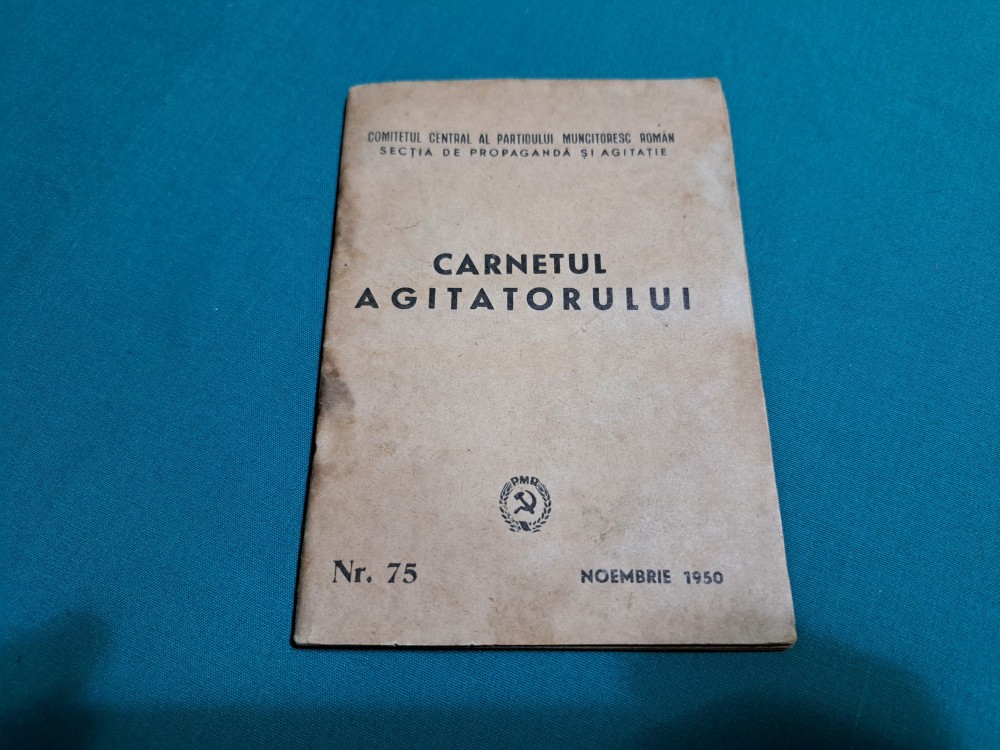 COMITETUL CENTRAL AL PARTIDULUI MUNCITORESC ROMÂN
SECȚIA DE PROPAGANDĂ ȘI AGITAȚIE
CARNETUL
AGITATORULUI
PMR
Nr. 75
NOEMBRIE 1950